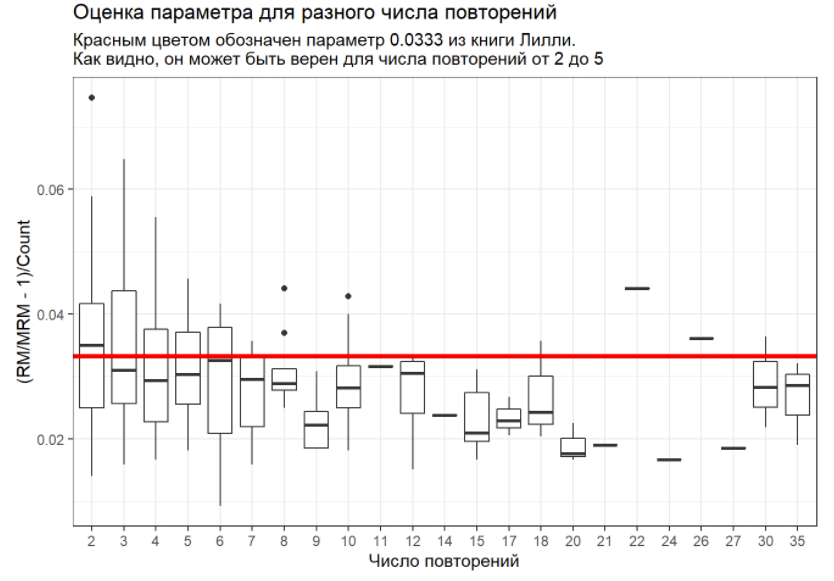 Оценка параметра для разного числа повторений
Красным цветом обозначен параметр 0.0333 из книги Лилли.
Как видно, он может быть верен для числа повторений от 2 до 5
(RM/MRM - 1)/Count
0.06
0.04
0.02
2 3 4 5 6 7 8 9 10 11 12 14 15 17 18 20 21 22 24 26 27 30 35
Число повторений